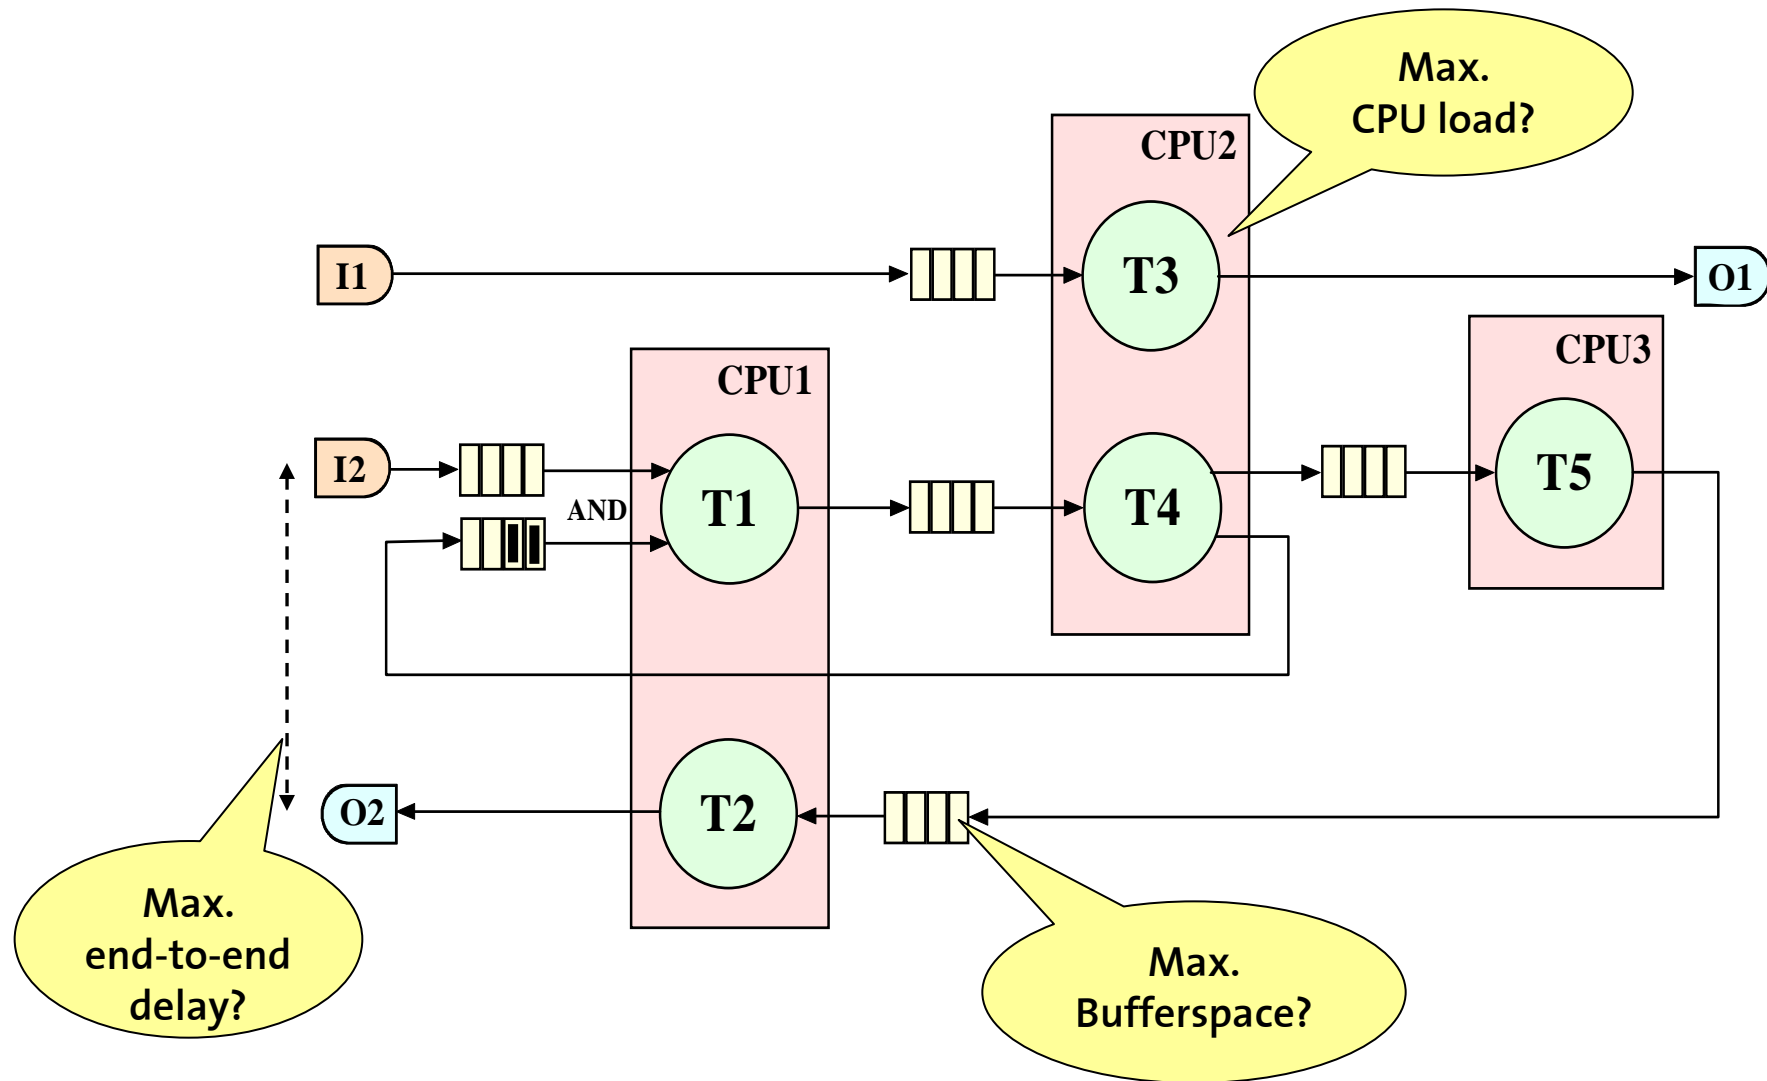 Max.
CPU load?
CPU2
I1
T3
O1
CPU3
CPU1
I2
AND
T1
T4
T5
O2
T2
Max.
end-to-end
delay?
Max.
Bufferspace?